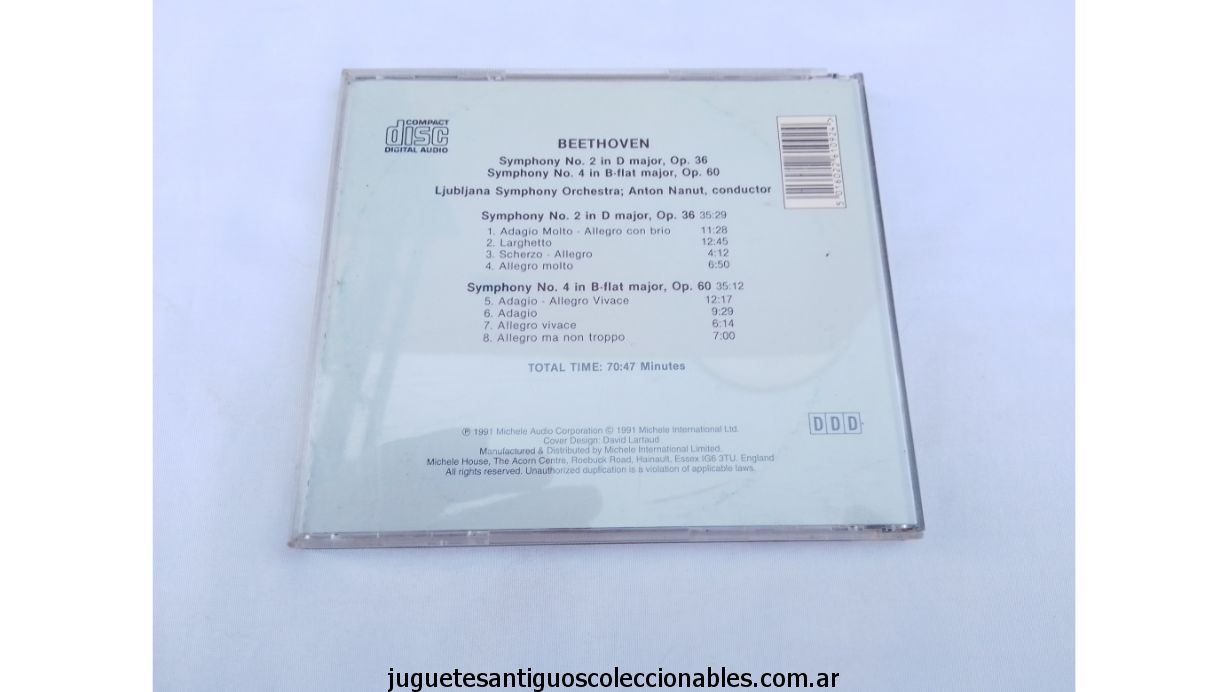 COMPACT
disc
DIGITAL AUDIO
BEETHOVEN
Symphony No. 2 in D major, Op. 36
Symphony No. 4 in B-flat major, Op. 60
Ljubljana Symphony Orchestra; Anton Nanut, conductor
Symphony No. 2 in D major, Op. 36 35:29
1. Adagio Molto - Allegro con brio 11:28
2. Larghetto 12:45
3. Scherzo - Allegro 4:12
4. Allegro molto 6:50
Symphony No. 4 in B-flat major, Op. 60 35:12
5. Adagio - Allegro Vivace 12:17
6. Adagio 9:29
7. Allegro vivace 6:14
8. Allegro ma non troppo 7:00
TOTAL TIME: 70:47 Minutes
DDD
℗ 1991 Michele Audio Corporation © 1991 Michele International Ltd.
Cover Design: David Lartaud
Manufactured & Distributed by Michele International Limited.
Michele House, The Acorn Centre, Roebuck Road, Hainault, Essex IG6 3TU. England
All rights reserved. Unauthorized duplication is a violation of applicable laws.
juguetesantiguoscoleccionables.com.ar